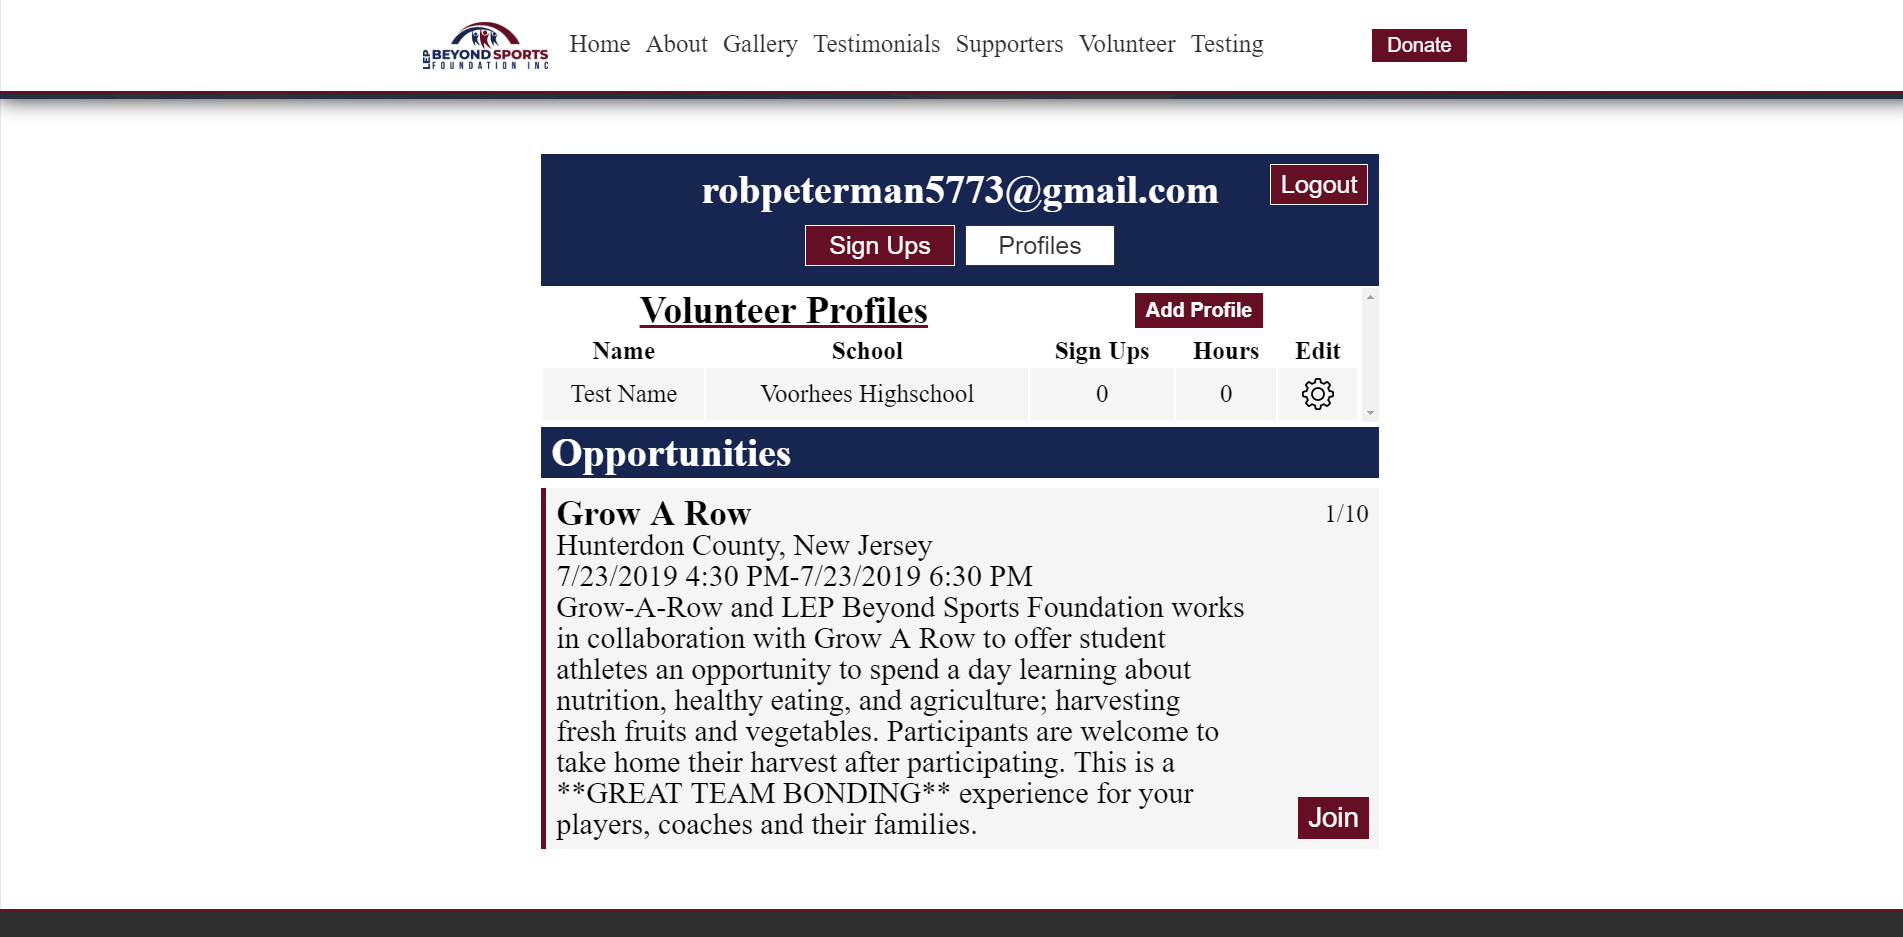 LEP BEYOND SPORTS
FOUNDATION INC
Home About Gallery Testimonials Supporters Volunteer Testing
Donate
robpeterman5773@gmail.com
Logout
Sign Ups Profiles
Volunteer Profiles
Add Profile
Name School Sign Ups Hours Edit
Test Name Voorhees Highschool 0 0
Opportunities
Grow A Row
1/10
Hunterdon County, New Jersey
7/23/2019 4:30 PM-7/23/2019 6:30 PM
Grow-A-Row and LEP Beyond Sports Foundation works
in collaboration with Grow A Row to offer student
athletes an opportunity to spend a day learning about
nutrition, healthy eating, and agriculture; harvesting
fresh fruits and vegetables. Participants are welcome to
take home their harvest after participating. This is a
**GREAT TEAM BONDING** experience for your
players, coaches and their families.
Join